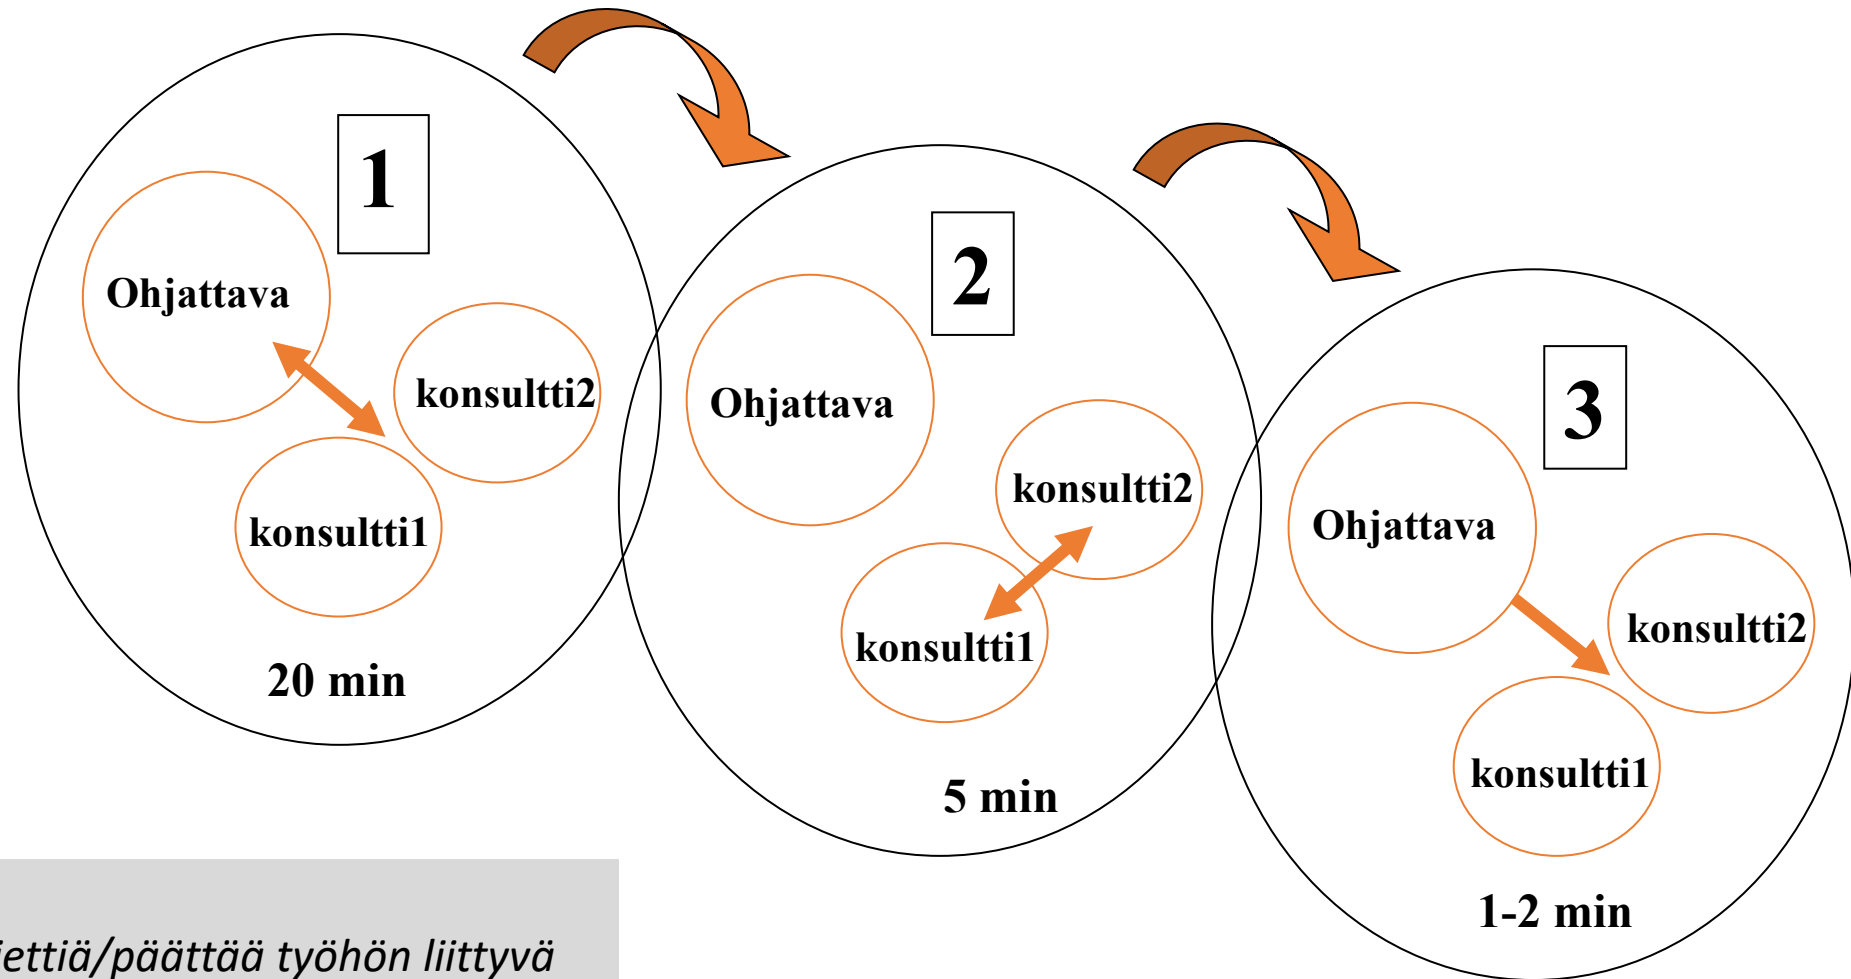 1
Ohjattava
konsultti2
konsultti1
20 min
2
Ohjattava
konsultti2
konsultti1
5 min
3
Ohjattava
konsultti2
konsultti1
1-2 min
päättää työhön liittyvä